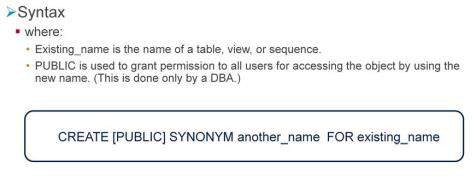 Syntax
where:
Existing_name is the name of a table, view, or sequence.
PUBLIC is used to grant permission to all users for accessing the object by using the
new name. (This is done only by a DBA.)
CREATE [PUBLIC] SYNONYM another_name FOR existing_name